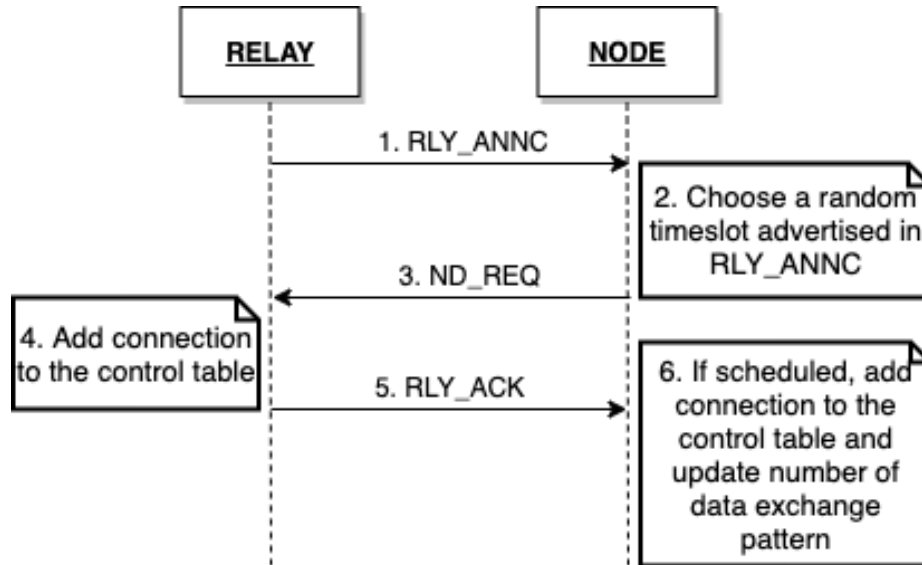 RELAY
NODE
1. RLY_ANNC
2. Choose a random
timeslot advertised in
RLY_ANNC
3. ND_REQ
4. Add connection
to the control table
5. RLY_ACK
6. If scheduled, add
connection to the
control table and
update number of
data exchange
pattern